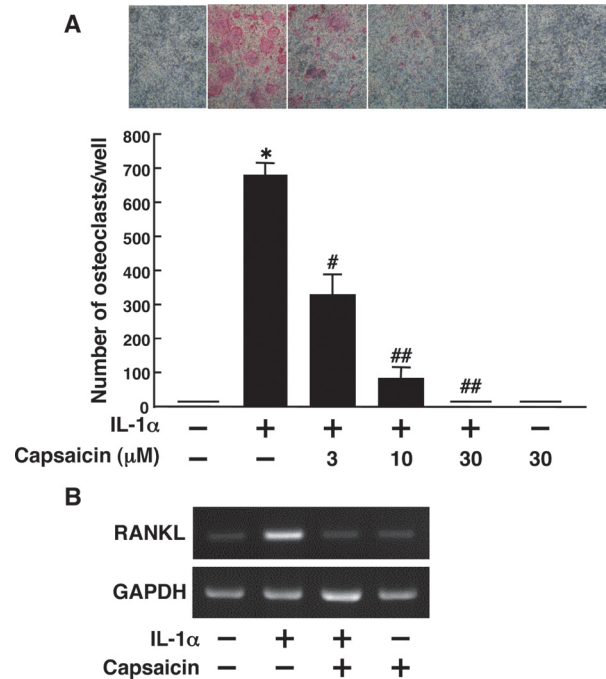 A
800
700
600
500
400
300
200
100
0
Number of osteoclasts/well
*
#
##
##
IL-1α − + + + + −
Capsaicin (μM) − − 3 10 30 30
B
RANKL
GAPDH
IL-1α − + + −
Capsaicin − − + +